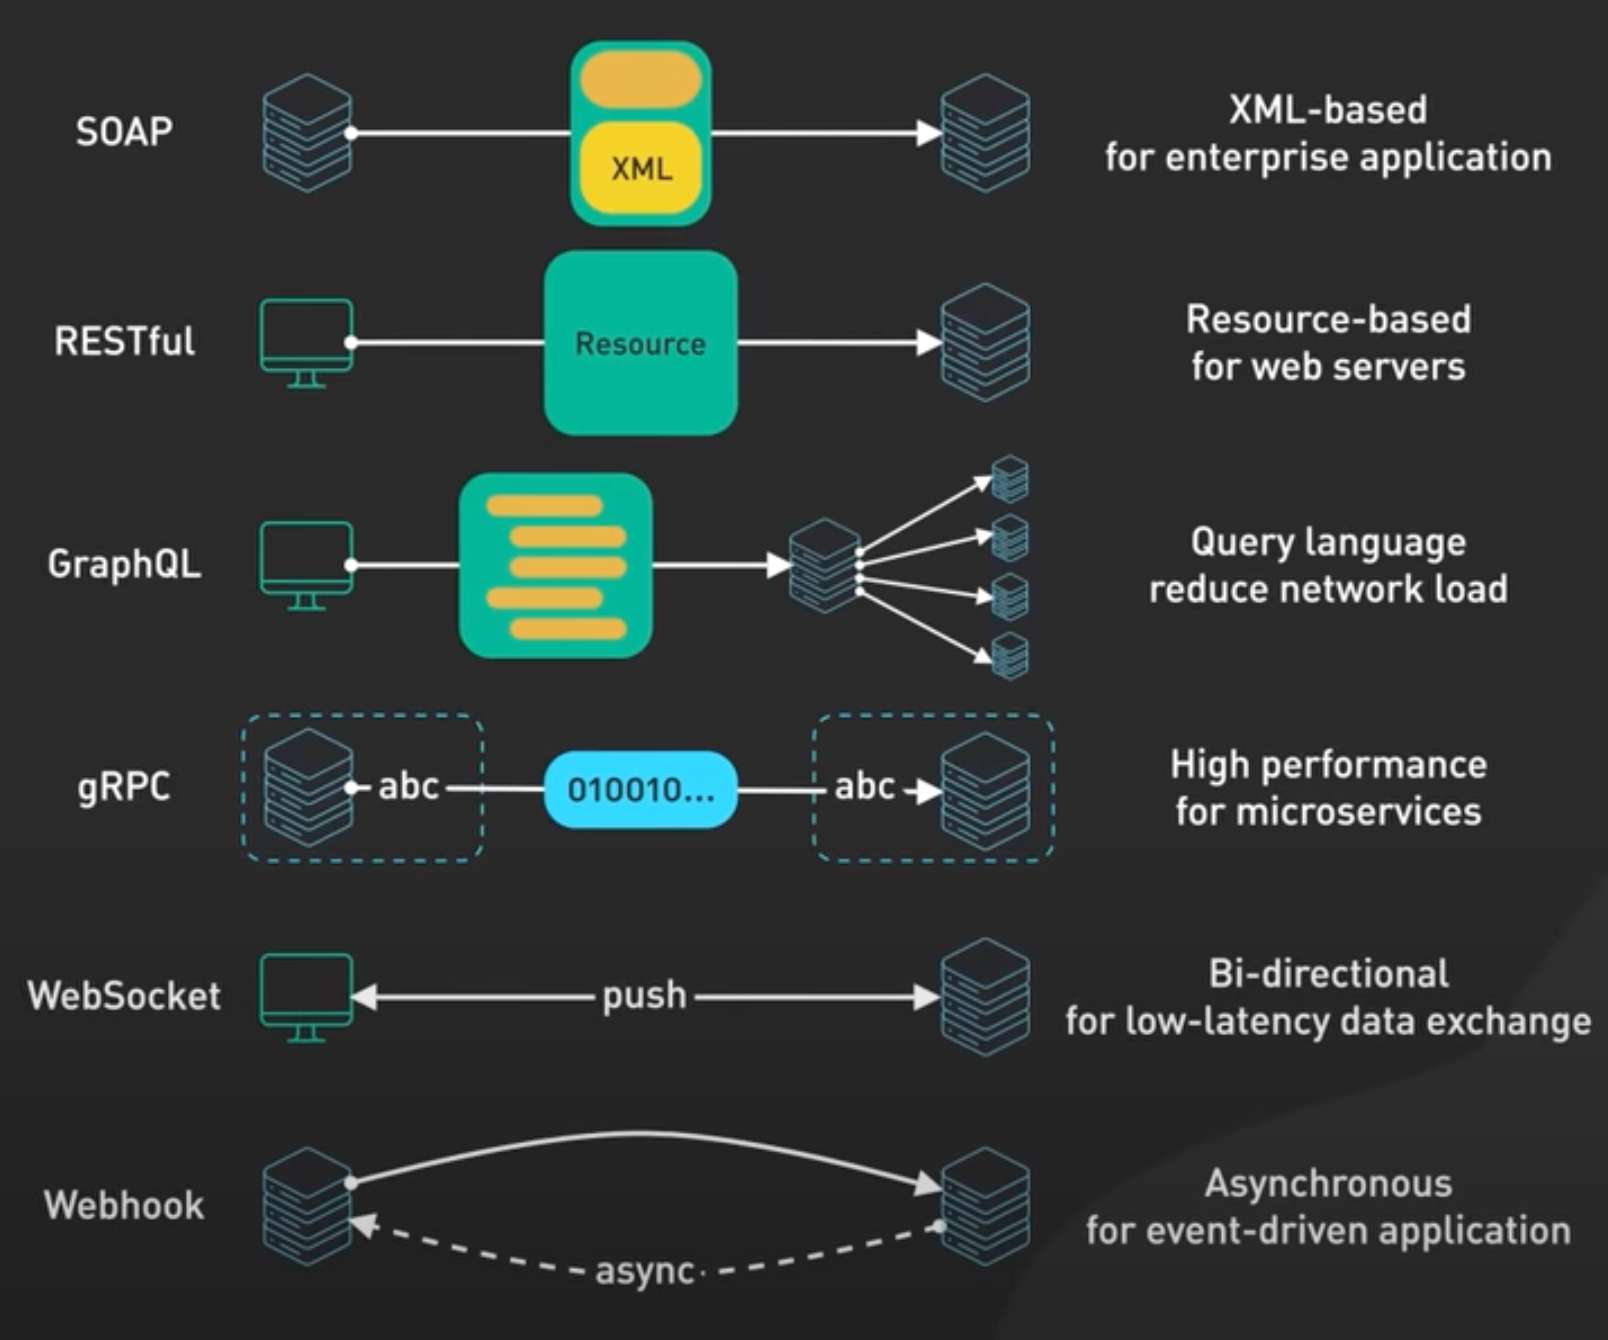 SOAP
XML
XML-based
for enterprise application
RESTful
Resource
Resource-based
for web servers
GraphQL
Query language
reduce network load
gRPC
abc
010010...
abc
High performance
for microservices
WebSocket
push
Bi-directional
for low-latency data exchange
Webhook
async
Asynchronous
for event-driven application